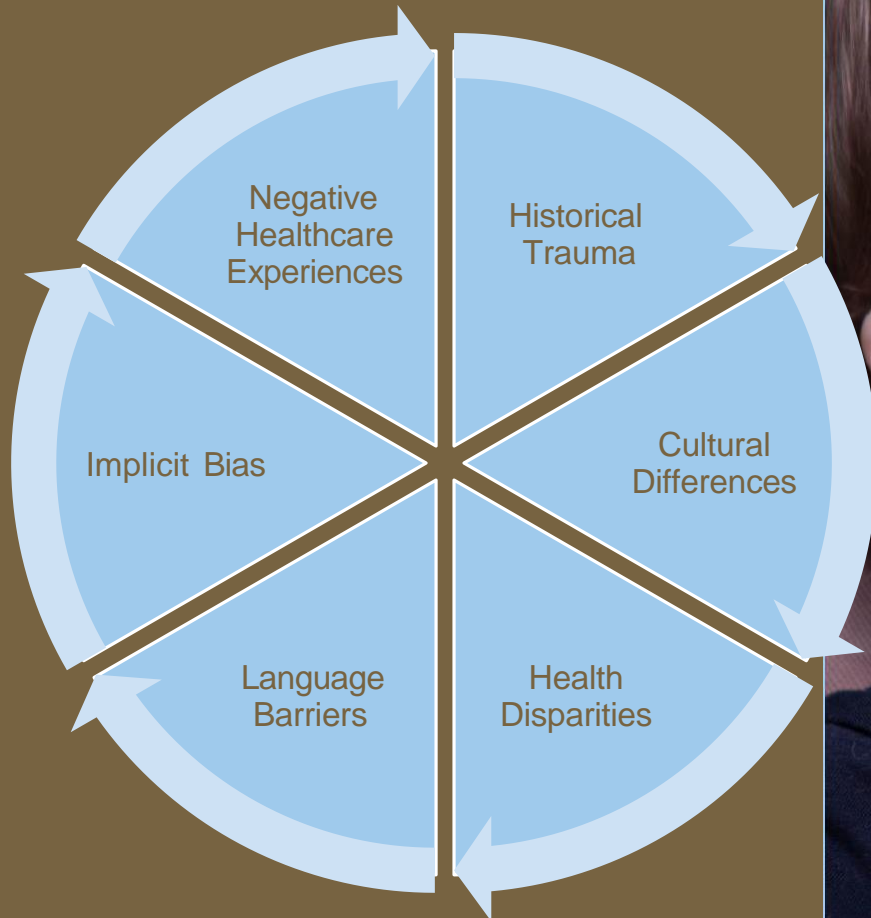 Negative
Healthcare
Experiences
Historical
Trauma
Implicit Bias
Cultural
Differences
Language
Barriers
Health
Disparities